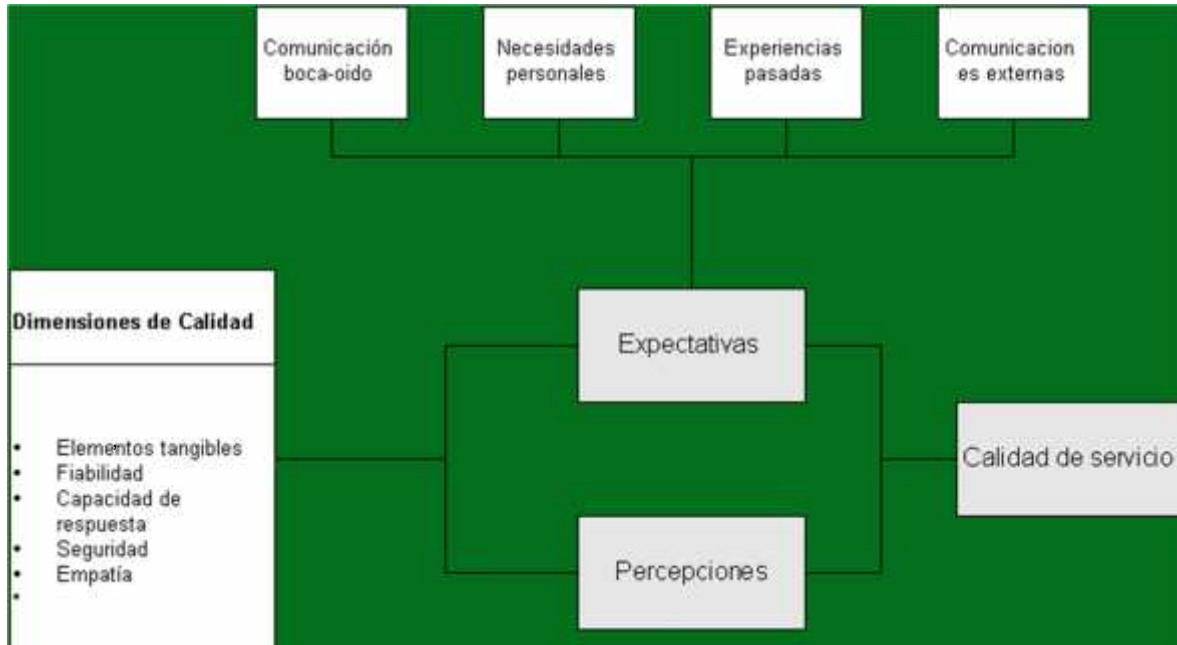 Comunicación
boca-oido
Necesidades
personales
Experiencias
pasadas
Comunicacion
es externas
Dimensiones de Calidad
• Elementos tangibles
• Fiabilidad
• Capacidad de
respuesta
• Seguridad
• Empatía
•
Expectativas
Percepciones
Calidad de servicio